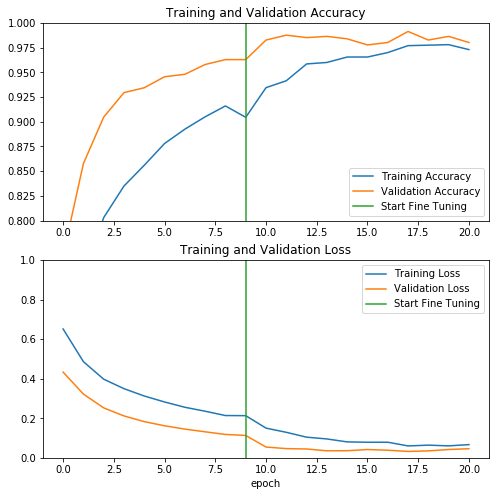 Training and Validation Accuracy
1.000
0.975
0.950
0.925
0.900
0.875
0.850
0.825
0.800
Training Accuracy
Validation Accuracy
Start Fine Tuning
0.0 2.5 5.0 7.5 10.0 12.5 15.0 17.5 20.0
Training and Validation Loss
1.0
0.8
0.6
0.4
0.2
0.0
Training Loss
Validation Loss
Start Fine Tuning
0.0 2.5 5.0 7.5 10.0 12.5 15.0 17.5 20.0
epoch